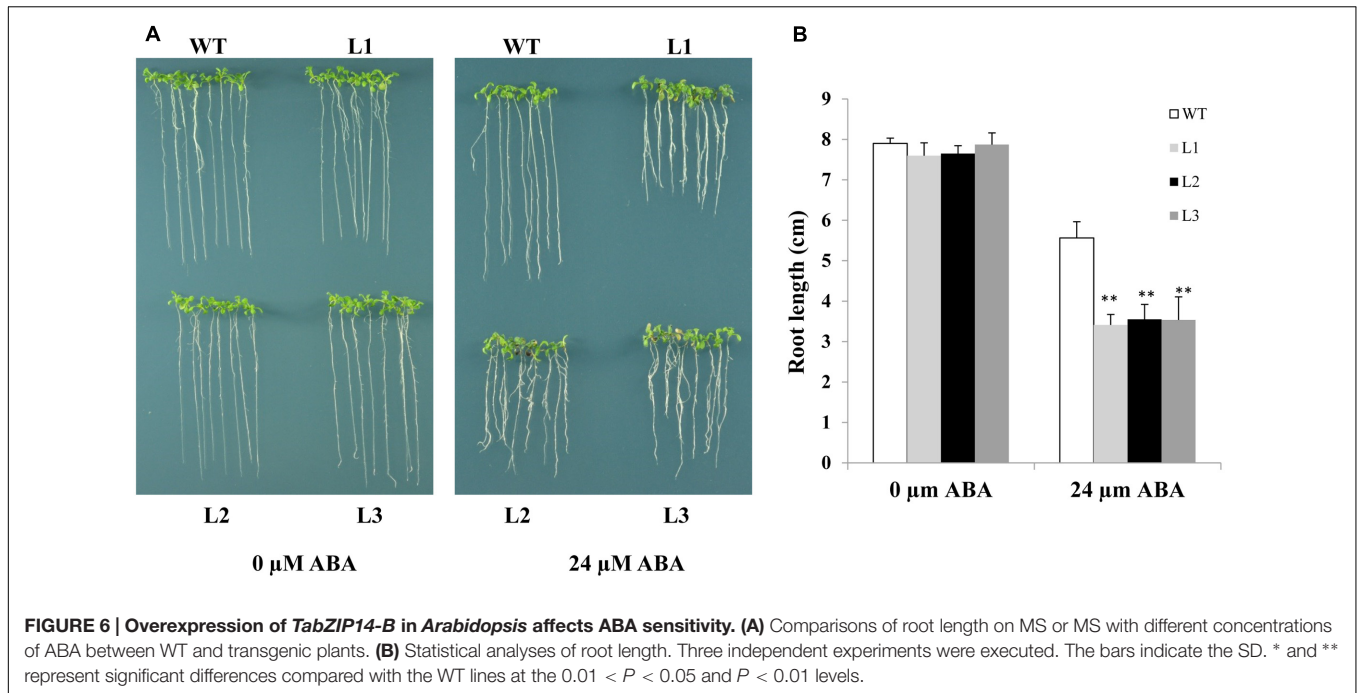 A
WT
L1
WT
L1
L2
L3
L2
L3
0 µM ABA
24 µM ABA
B
9
8
7
6
5
4
3
2
1
0
Root length (cm)
WT
L1
L2
L3
**
**
**
0 µm ABA
24 µm ABA
FIGURE 6 | Overexpression of TabZIP14-B in Arabidopsis affects ABA sensitivity. (A) Comparisons of root length on MS or MS with different concentrations
of ABA between WT and transgenic plants. (B) Statistical analyses of root length. Three independent experiments were executed. The bars indicate the SD. * and **
represent significant differences compared with the WT lines at the 0.01 < P < 0.05 and P < 0.01 levels.